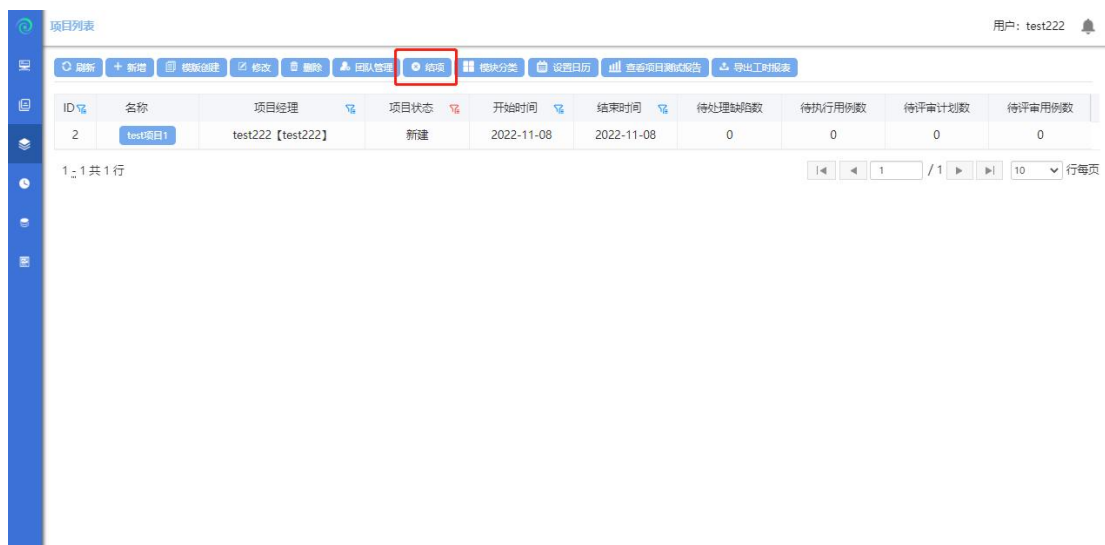 项目列表 用户：test222
刷新 新增 模版创建 修改 删除 团队管理 结项 模块分类 设置日历 查看项目测试报告 导出工时报表
ID 名称 项目经理 项目状态 开始时间 结束时间 待处理缺陷数 待执行用例数 待评审计划数 待评审用例数
2 test项目1 test222【test222】 新建 2022-11-08 2022-11-08 0 0 0 0
1 - 1 共 1 行 1 / 1 10 行每页